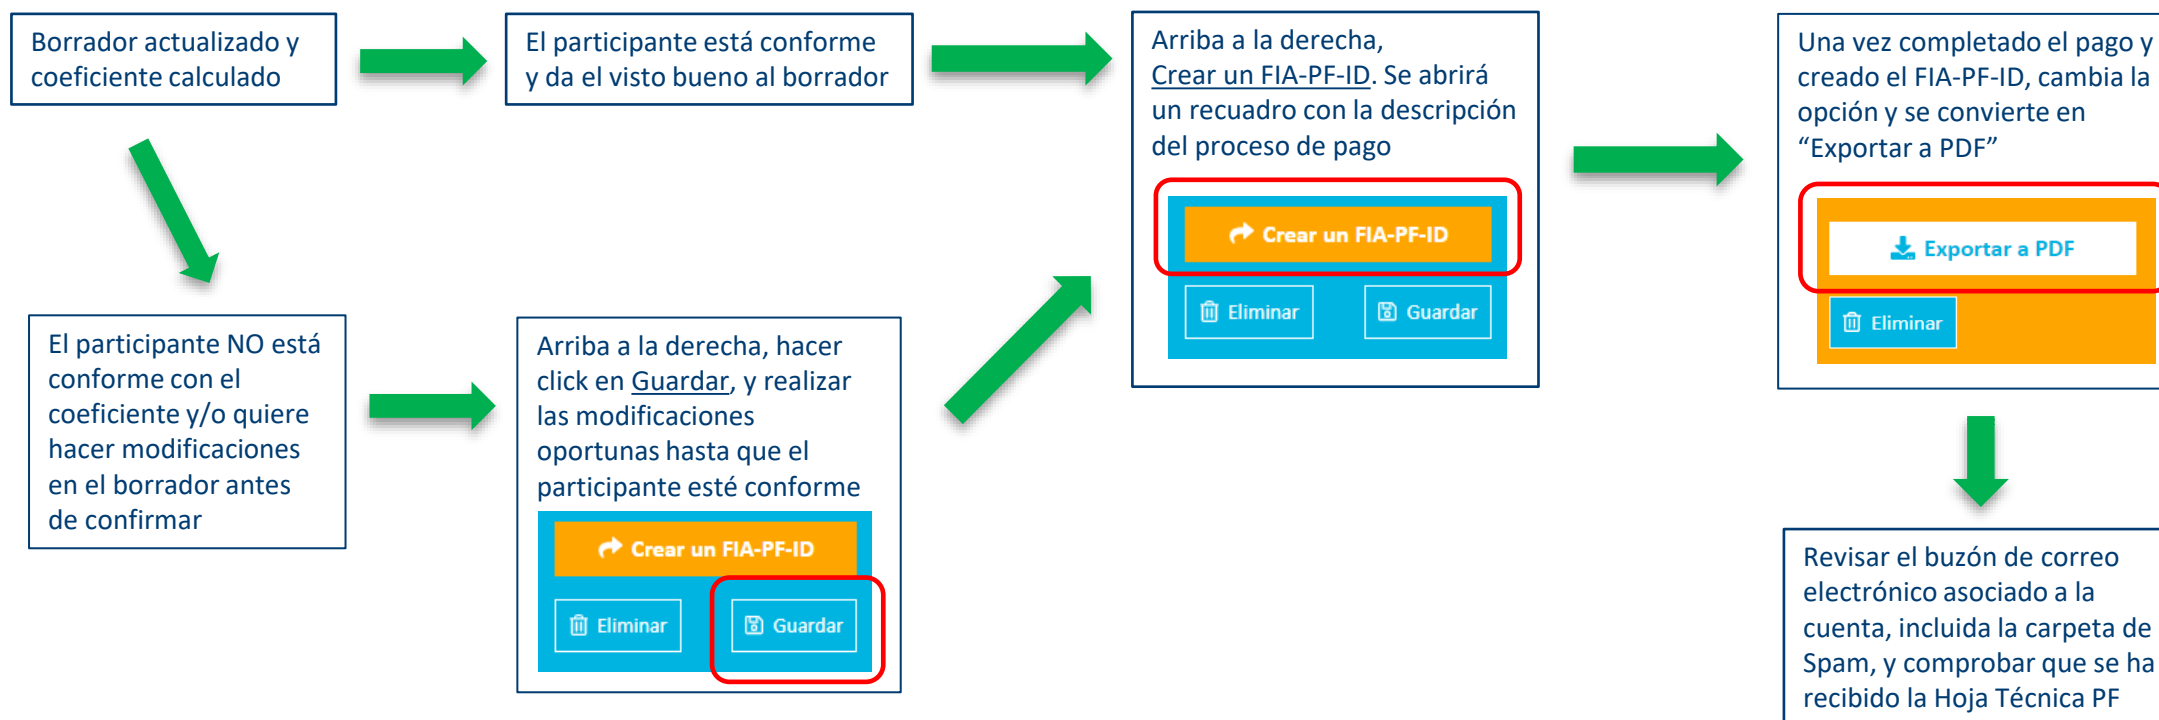 Borrador actualizado y
coeficiente calculado
El participante está conforme
y da el visto bueno al borrador
Arriba a la derecha,
Crear un FIA-PF-ID. Se abrirá
un recuadro con la descripción
del proceso de pago
Crear un FIA-PF-ID
Eliminar
Guardar
Una vez completado el pago y
creado el FIA-PF-ID, cambia la
opción y se convierte en
“Exportar a PDF”
Exportar a PDF
Eliminar
El participante NO está
conforme con el
coeficiente y/o quiere
hacer modificaciones
en el borrador antes
de confirmar
Arriba a la derecha, hacer
click en Guardar, y realizar
las modificaciones
oportunas hasta que el
participante esté conforme
Crear un FIA-PF-ID
Eliminar
Guardar
Revisar el buzón de correo
electrónico asociado a la
cuenta, incluida la carpeta de
Spam, y comprobar que se ha
recibido la Hoja Técnica PF